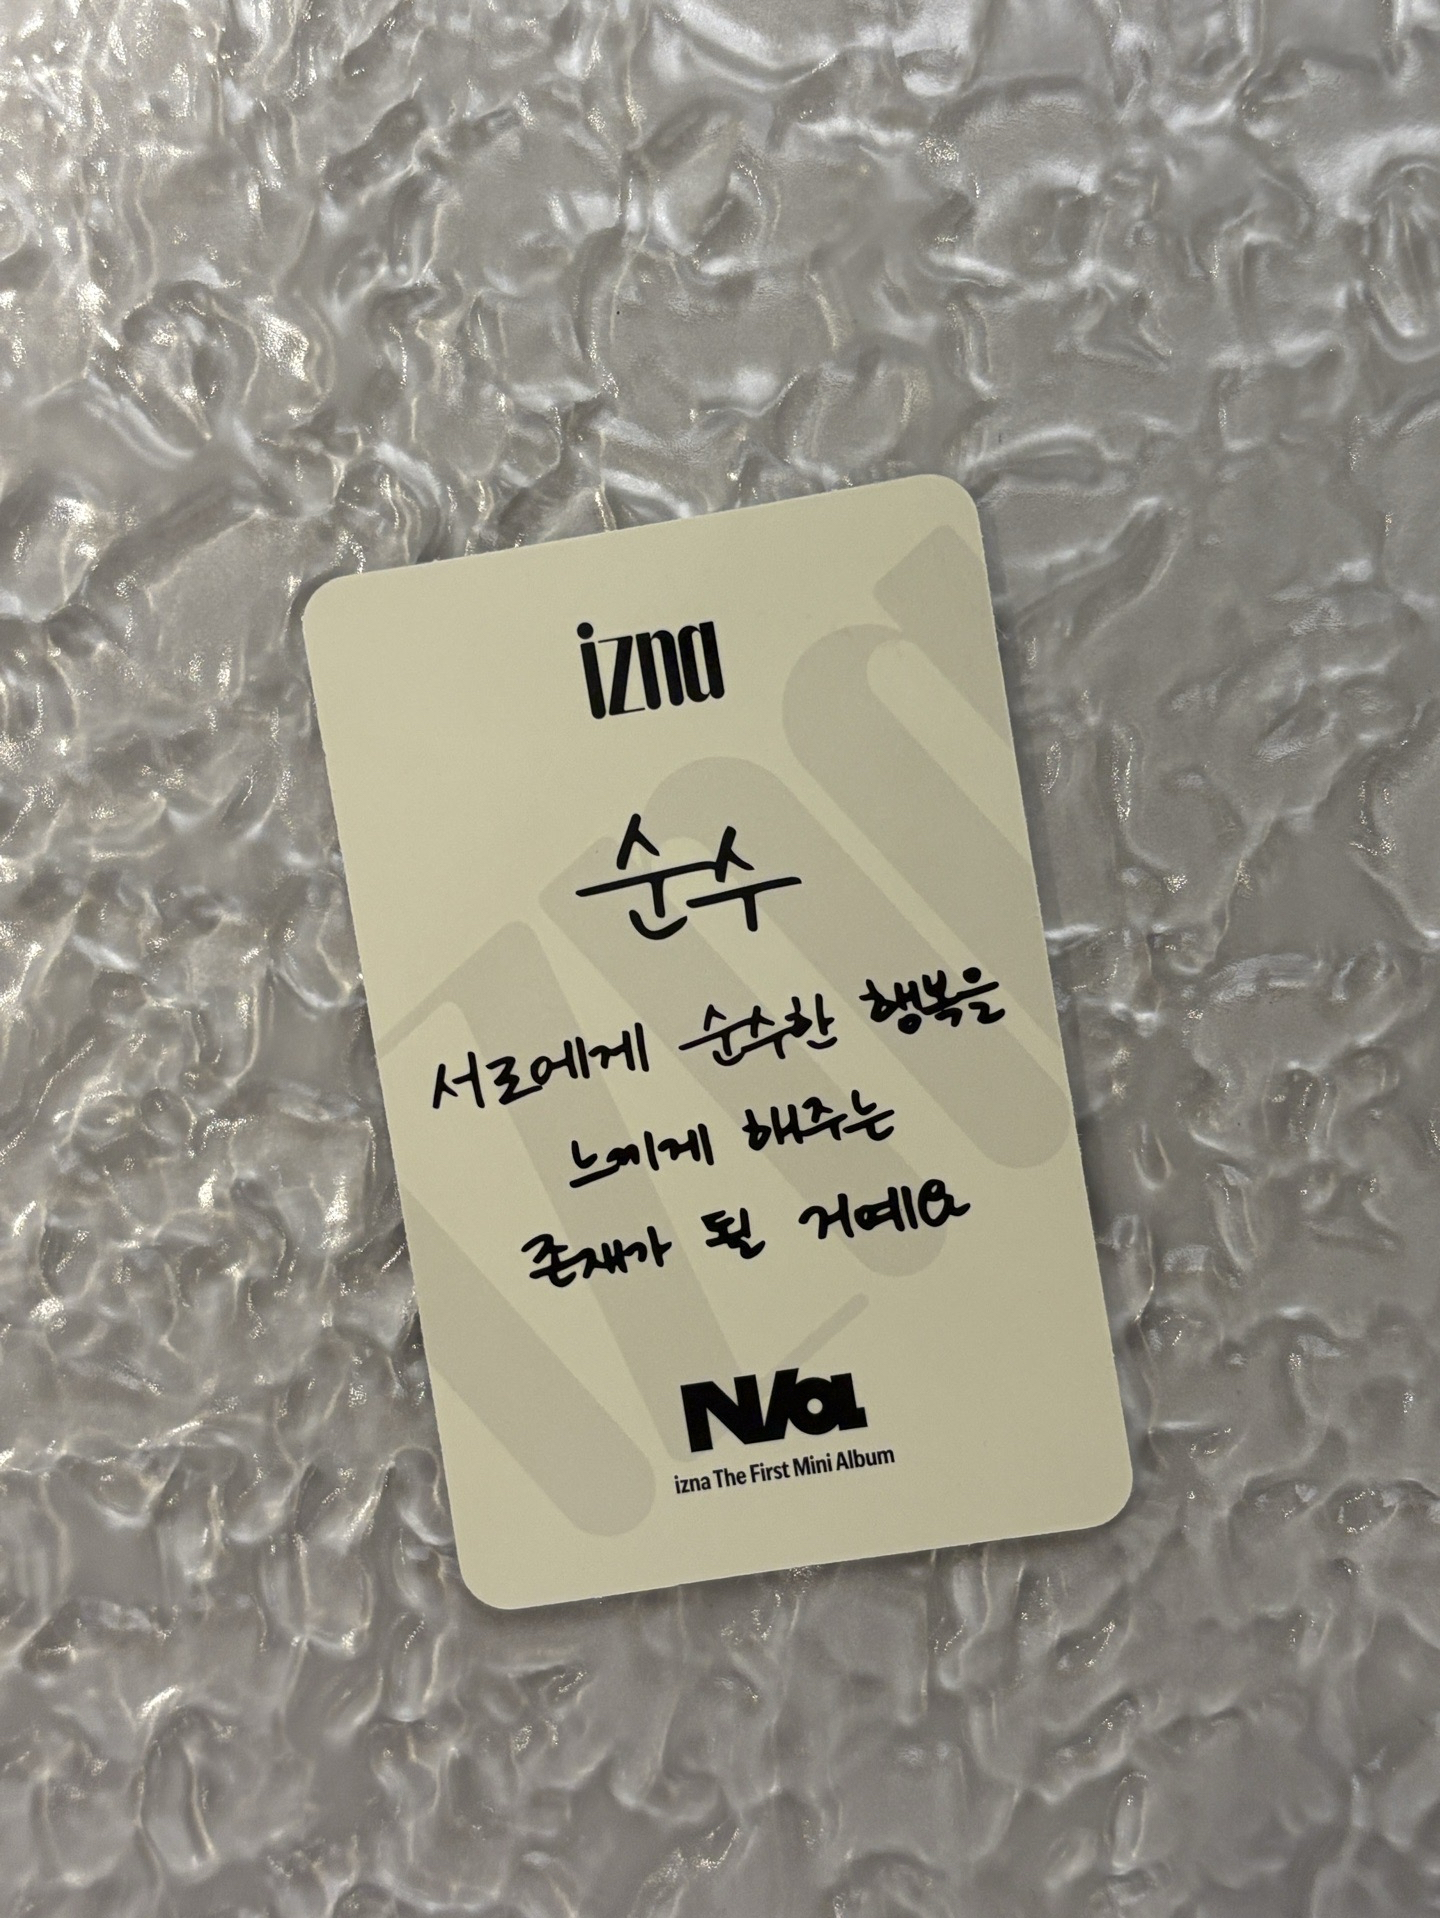 izna
순수
서로에게 순수한 행복을
느끼게 해주는
존재가 될 거예요
N/a
izna The First Mini Album